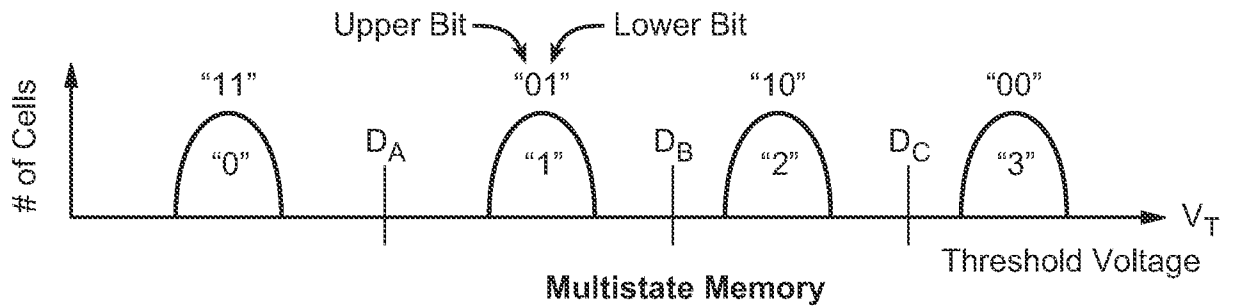 Upper Bit Lower Bit
“11” “01” “10” “00”
# of Cells
D_A D_B D_C
“0” “1” “2” “3”
V_T
Threshold Voltage
Multistate Memory